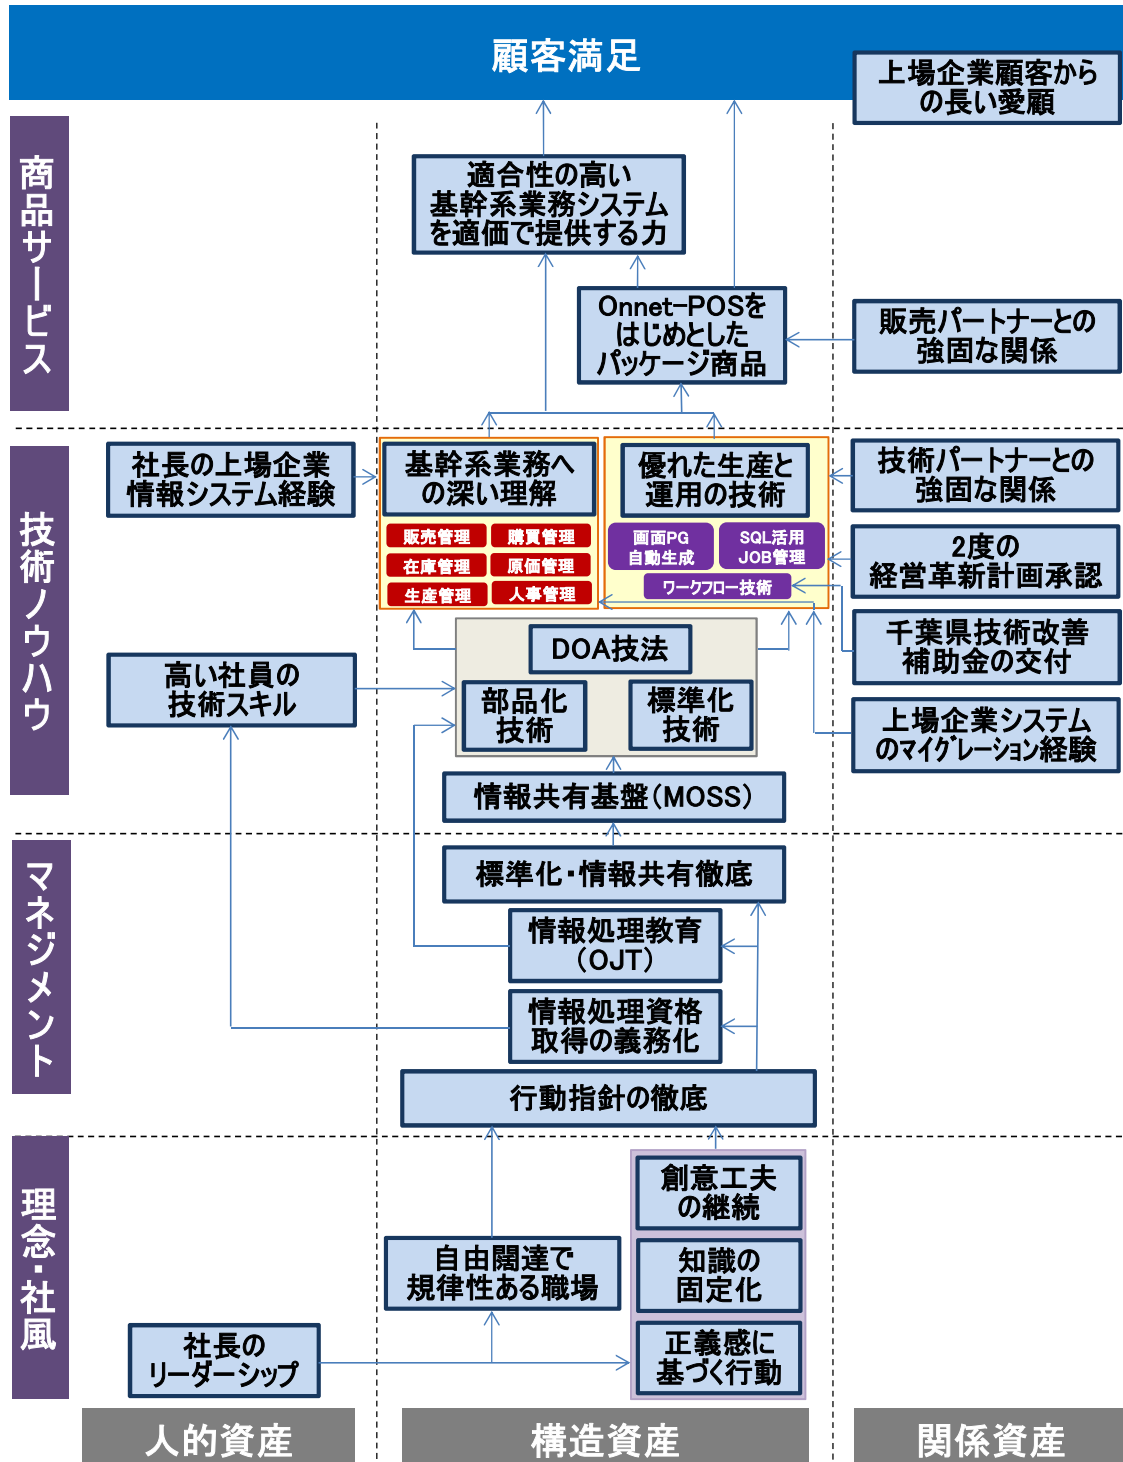 顧客満足
上場企業顧客から
の長い愛顧
商品サービス
適合性の高い
基幹系業務システム
を適価で提供する力
Onnet-POSを
はじめとした
パッケージ商品
販売パートナーとの
強固な関係
技術ノウハウ
社長の上場企業
情報システム経験
基幹系業務へ
の深い理解
販売管理
購買管理
在庫管理
原価管理
生産管理
人事管理
優れた生産と
運用の技術
画面PG
自動生成
SQL活用
JOB管理
ワークフロー技術
技術パートナーとの
強固な関係
2度の
経営革新計画承認
千葉県技術改善
補助金の交付
上場企業システム
のマイグレーション経験
高い社員の
技術スキル
DOA技法
部品化
技術
標準化
技術
情報共有基盤(MOSS)
マネジメント
標準化・情報共有徹底
情報処理教育
(OJT)
情報処理資格
取得の義務化
行動指針の徹底
理念・社風
創意工夫
の継続
自由闊達で
規律性ある職場
知識の
固定化
社長の
リーダーシップ
正義感に
基づく行動
人的資産
構造資産
関係資産